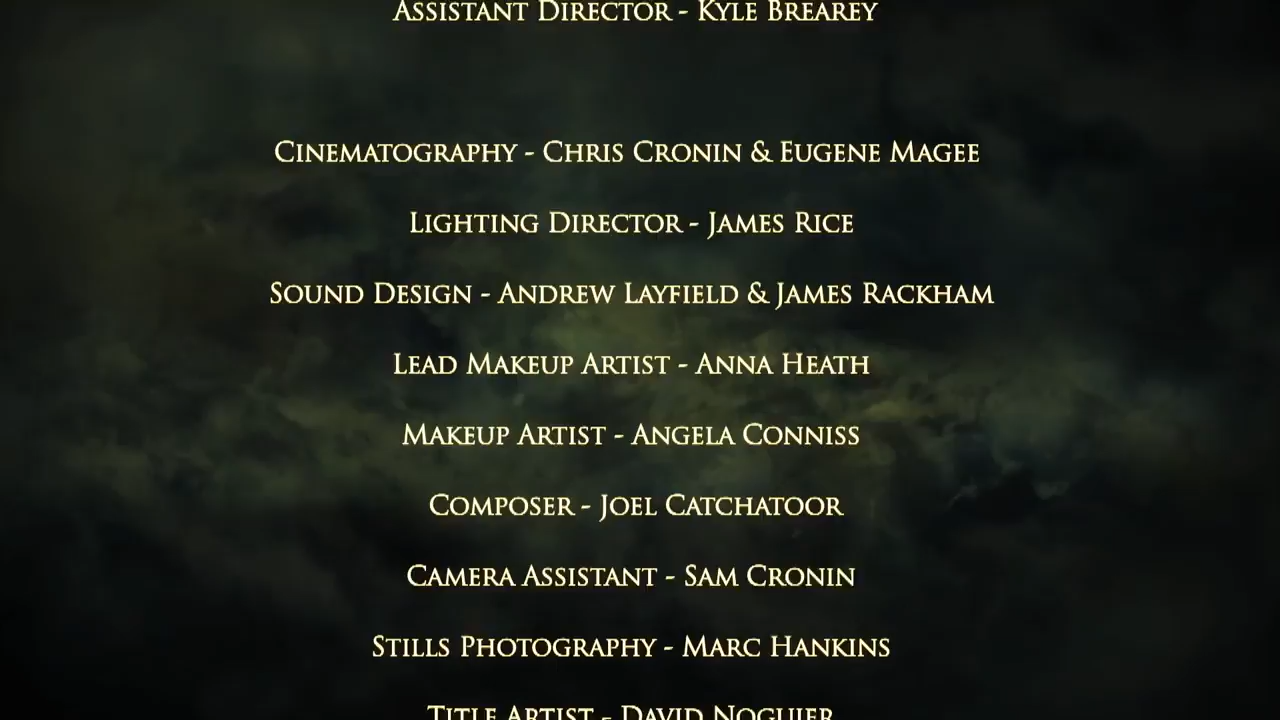 Assistant Director - Kyle Brearey
Cinematography - Chris Cronin & Eugene Magee
Lighting Director - James Rice
Sound Design - Andrew Layfield & James Rackham
Lead Makeup Artist - Anna Heath
Makeup Artist - Angela Conniss
Composer - Joel Catchatoor
Camera Assistant - Sam Cronin
Stills Photography - Marc Hankins
Title Artist - David Noguier